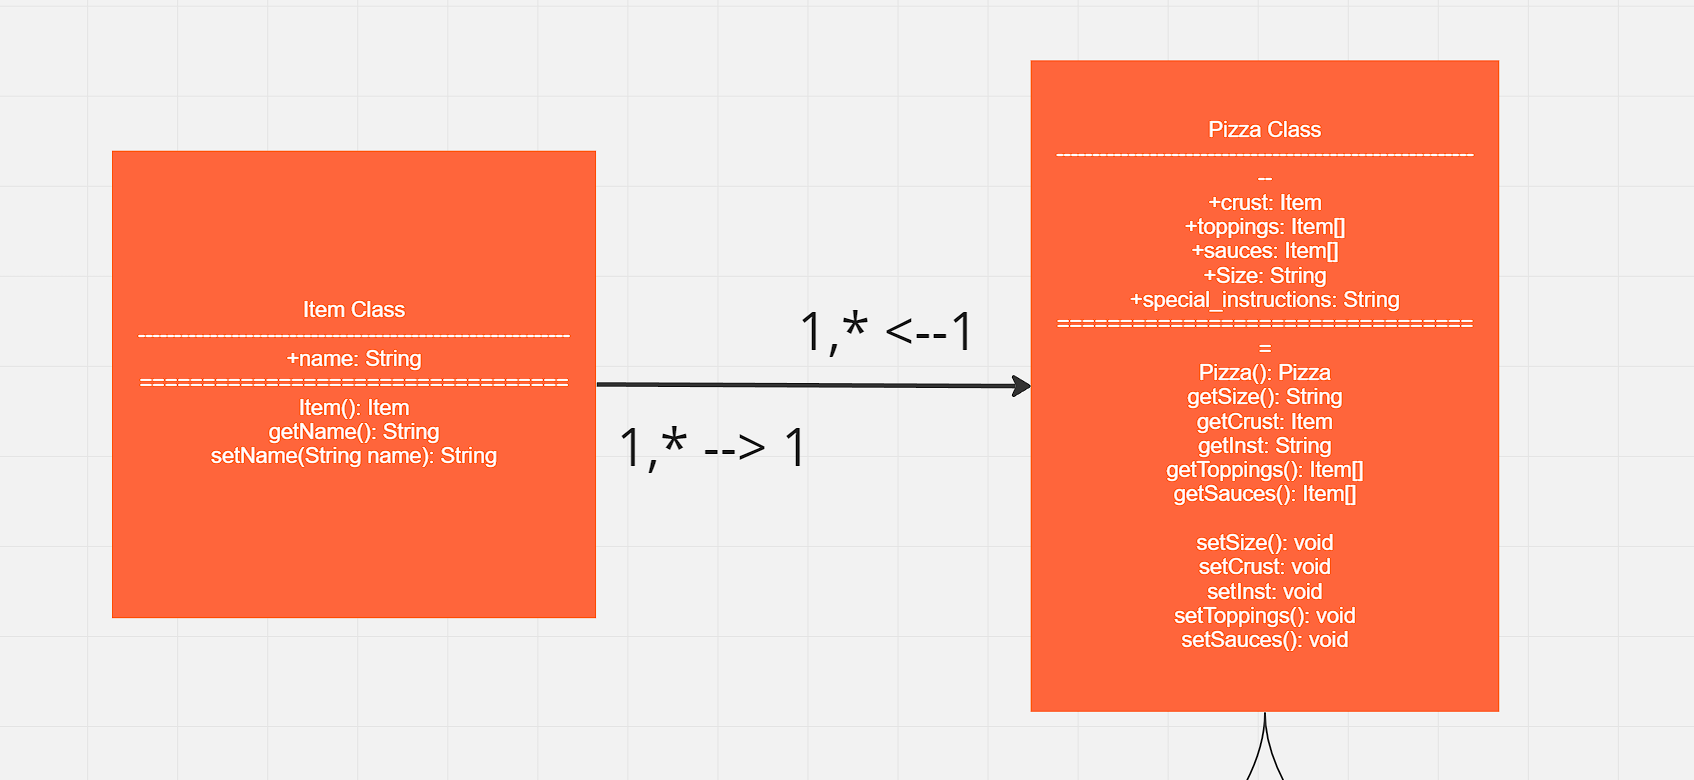 Item Class
------------------------------------------------------------
+name: String
==================================
Item(): Item
getName(): String
setName(String name): String
1,* <--1
1,* --> 1
Pizza Class
----------------------------------------------------------
--
+crust: Item
+toppings: Item[]
+sauces: Item[]
+Size: String
+special_instructions: String
=================================
=
Pizza(): Pizza
getSize(): String
getCrust: Item
getInst: String
getToppings(): Item[]
getSauces(): Item[]
setSize(): void
setCrust: void
setInst: void
setToppings(): void
setSauces(): void